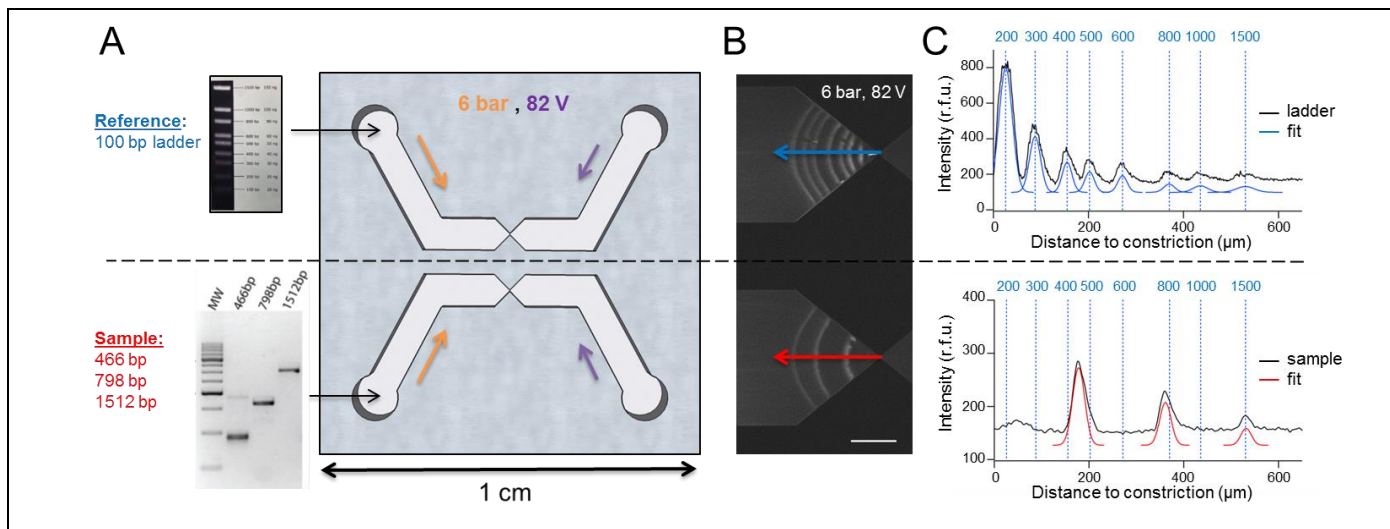 A
Reference:
100 bp ladder
6 bar , 82 V
Sample:
466 bp
798 bp
1512 bp
MW
466bp
798bp
1512bp
1 cm
B
6 bar, 82 V
C
200 300 400 500 600 800 1000 1500
Intensity (r.f.u.)
800
600
400
200
0
ladder
fit
0 200 400 600
Distance to constriction (µm)
200 300 400 500 600 800 1000 1500
Intensity (r.f.u.)
400
300
200
100
sample
fit
0 200 400 600
Distance to constriction (µm)